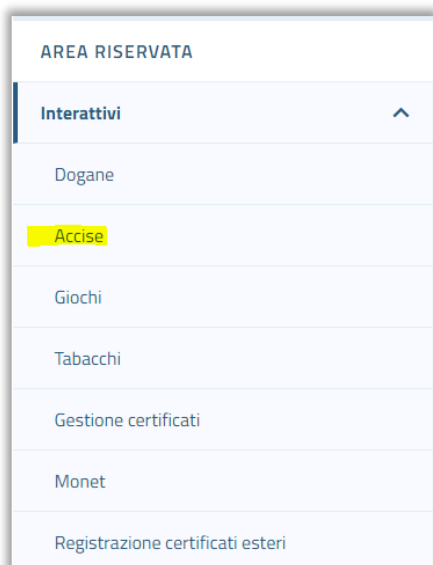 AREA RISERVATA
Interattivi
Dogane
Accise
Giochi
Tabacchi
Gestione certificati
Monet
Registrazione certificati esteri